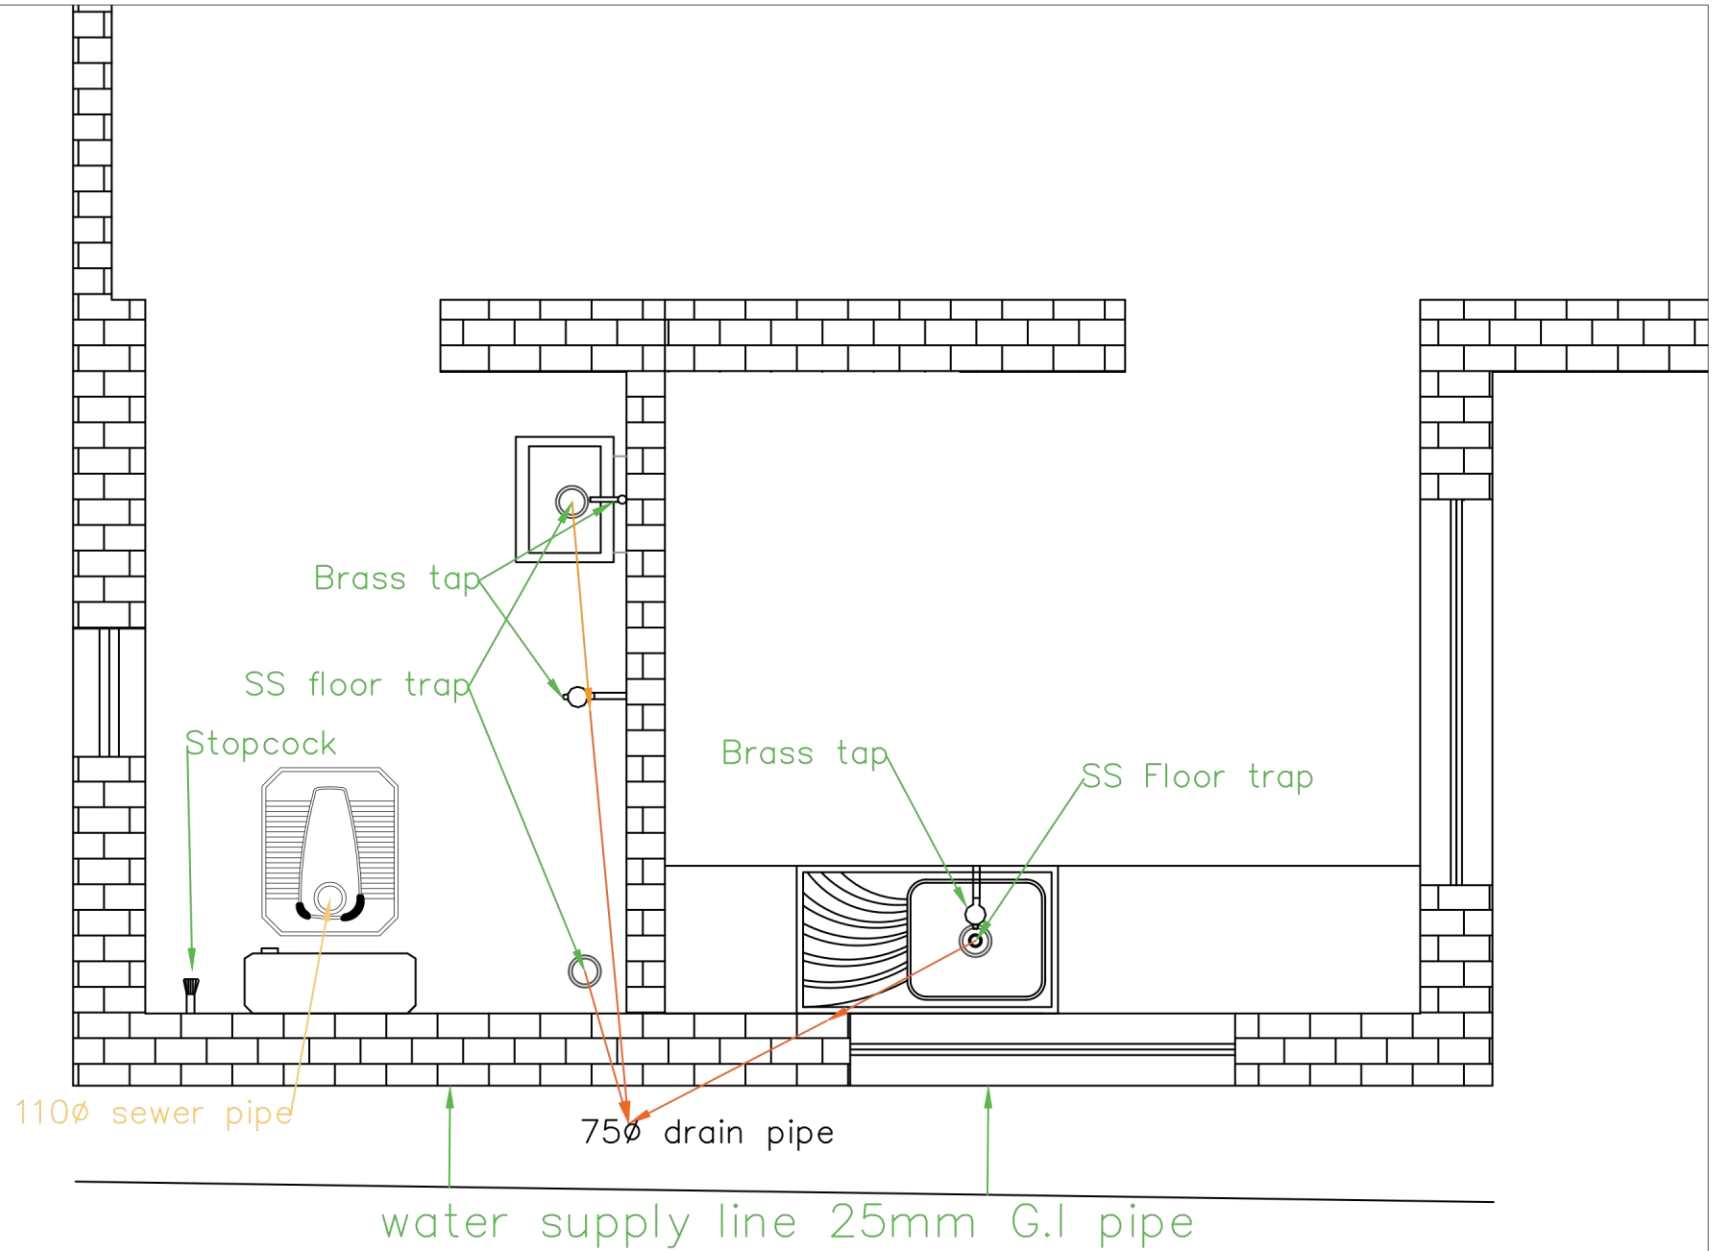 Brass tap
SS floor trap
Stopcock
Brass tap
SS Floor trap
110ø sewer pipe
75ø drain pipe
water supply line 25mm G.I pipe